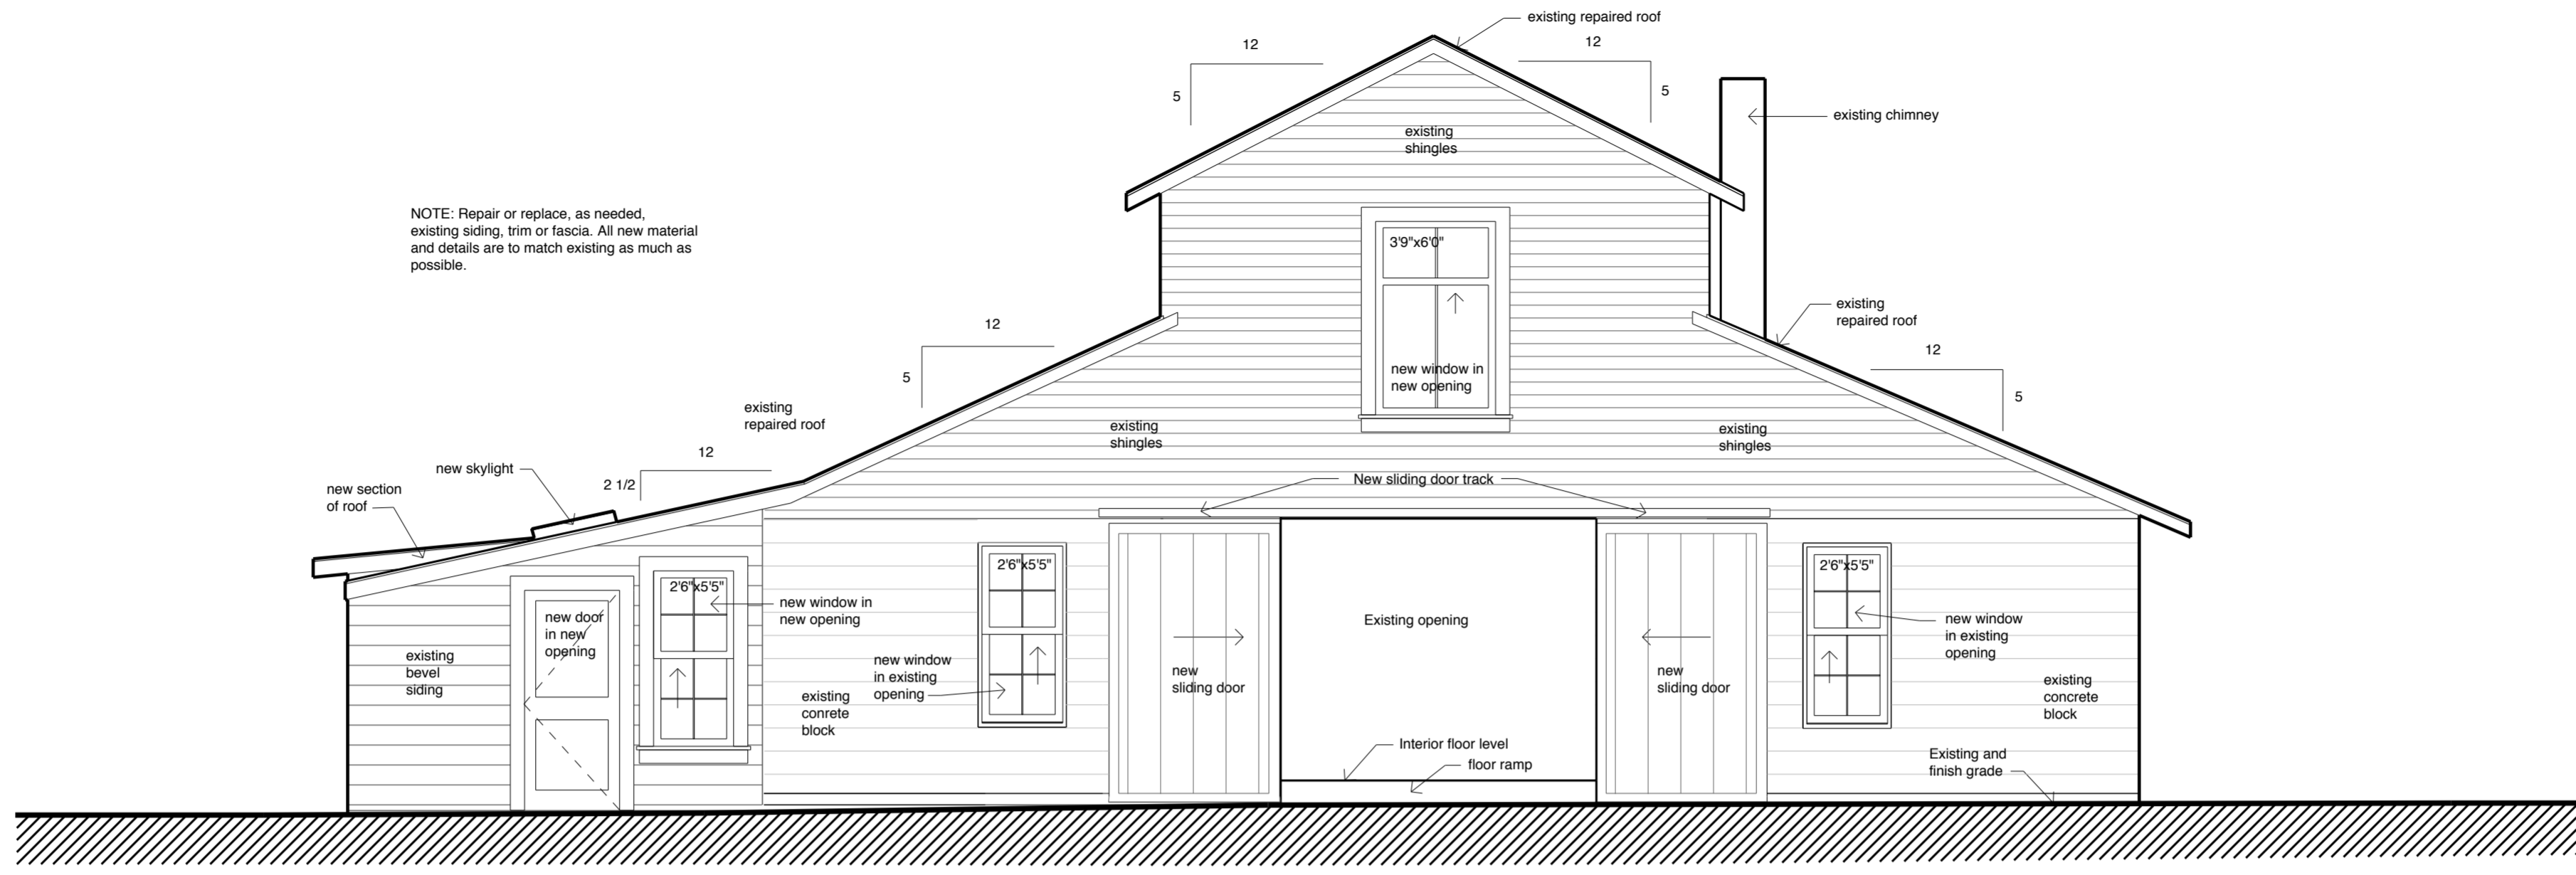 existing repaired roof
12
12
5
5
existing chimney
existing
shingles
NOTE: Repair or replace, as needed,
existing siding, trim or fascia. All new material
and details are to match existing as much as
possible.
3'9"x6'0"
existing
repaired roof
12
12
5
5
new window in
new opening
existing
repaired roof
existing
shingles
existing
shingles
12
2 1/2
new skylight
new section
of roof
New sliding door track
2'6"x5'5"
2'6"x5'5"
2'6"x5'5"
new door
in new
opening
new window in
new opening
Existing opening
new window
in existing
opening
existing
bevel
siding
new window
in existing
opening
new
sliding door
new
sliding door
existing
conrete
block
existing
concrete
block
Interior floor level
floor ramp
Existing and
finish grade